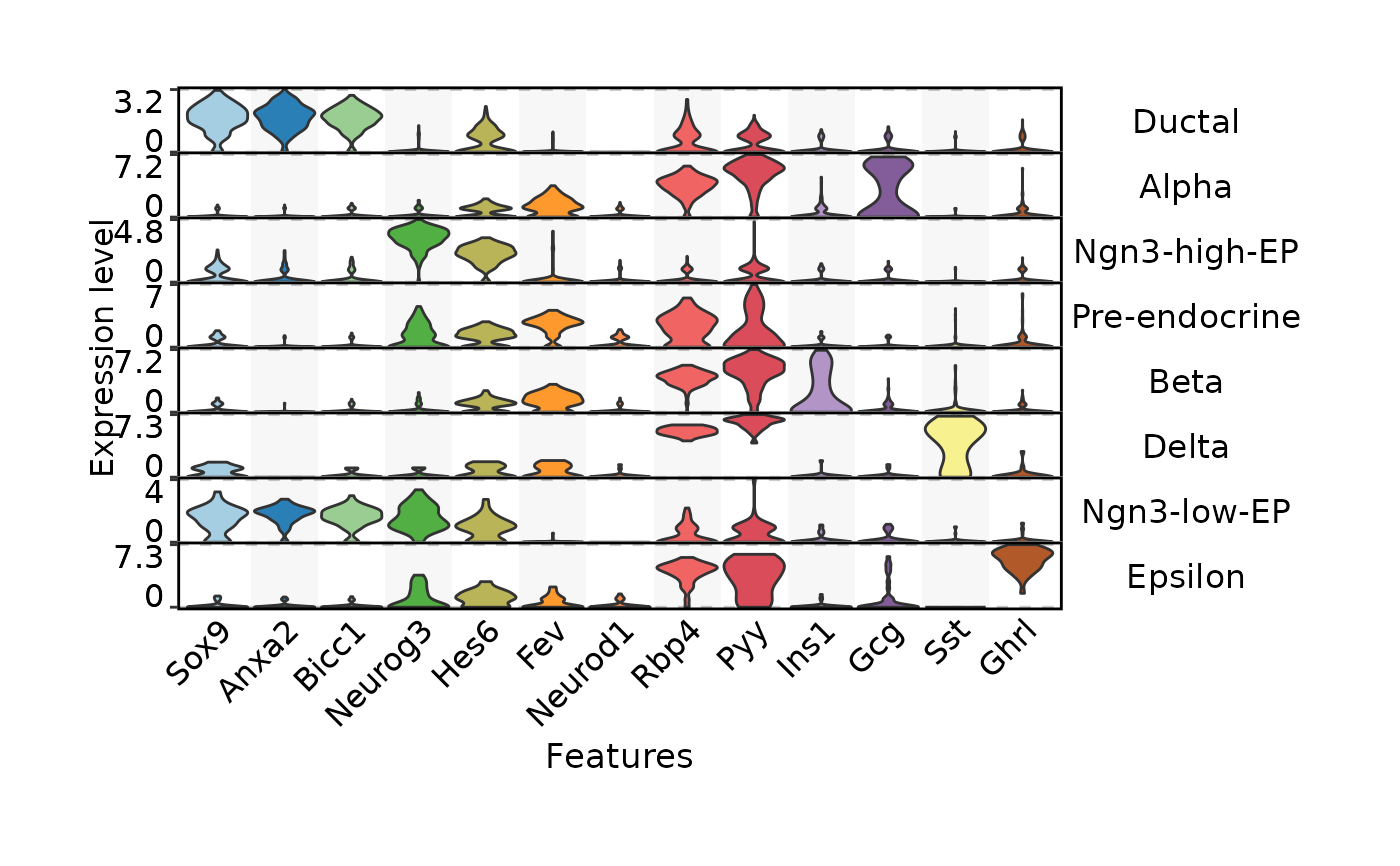 3.2
0
Ductal
7.2
0
Alpha
4.8
0
Ngn3-high-EP
7
0
Pre-endocrine
7.2
0
Beta
7.3
0
Delta
4
0
Ngn3-low-EP
7.3
0
Epsilon
Expression level
Sox9
Anxa2
Bicc1
Neurog3
Hes6
Fev
Neurod1
Rbp4
Pyy
Ins1
Gcg
Sst
Ghrl
Features